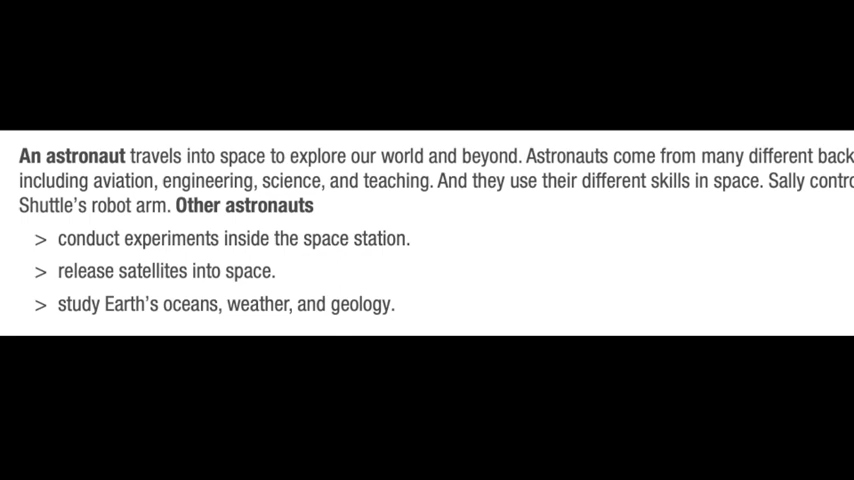 An astronaut travels into space to explore our world and beyond. Astronauts come from many different back
including aviation, engineering, science, and teaching. And they use their different skills in space. Sally contro
Shuttle's robot arm. Other astronauts
> conduct experiments inside the space station.
> release satellites into space.
> study Earth's oceans, weather, and geology.